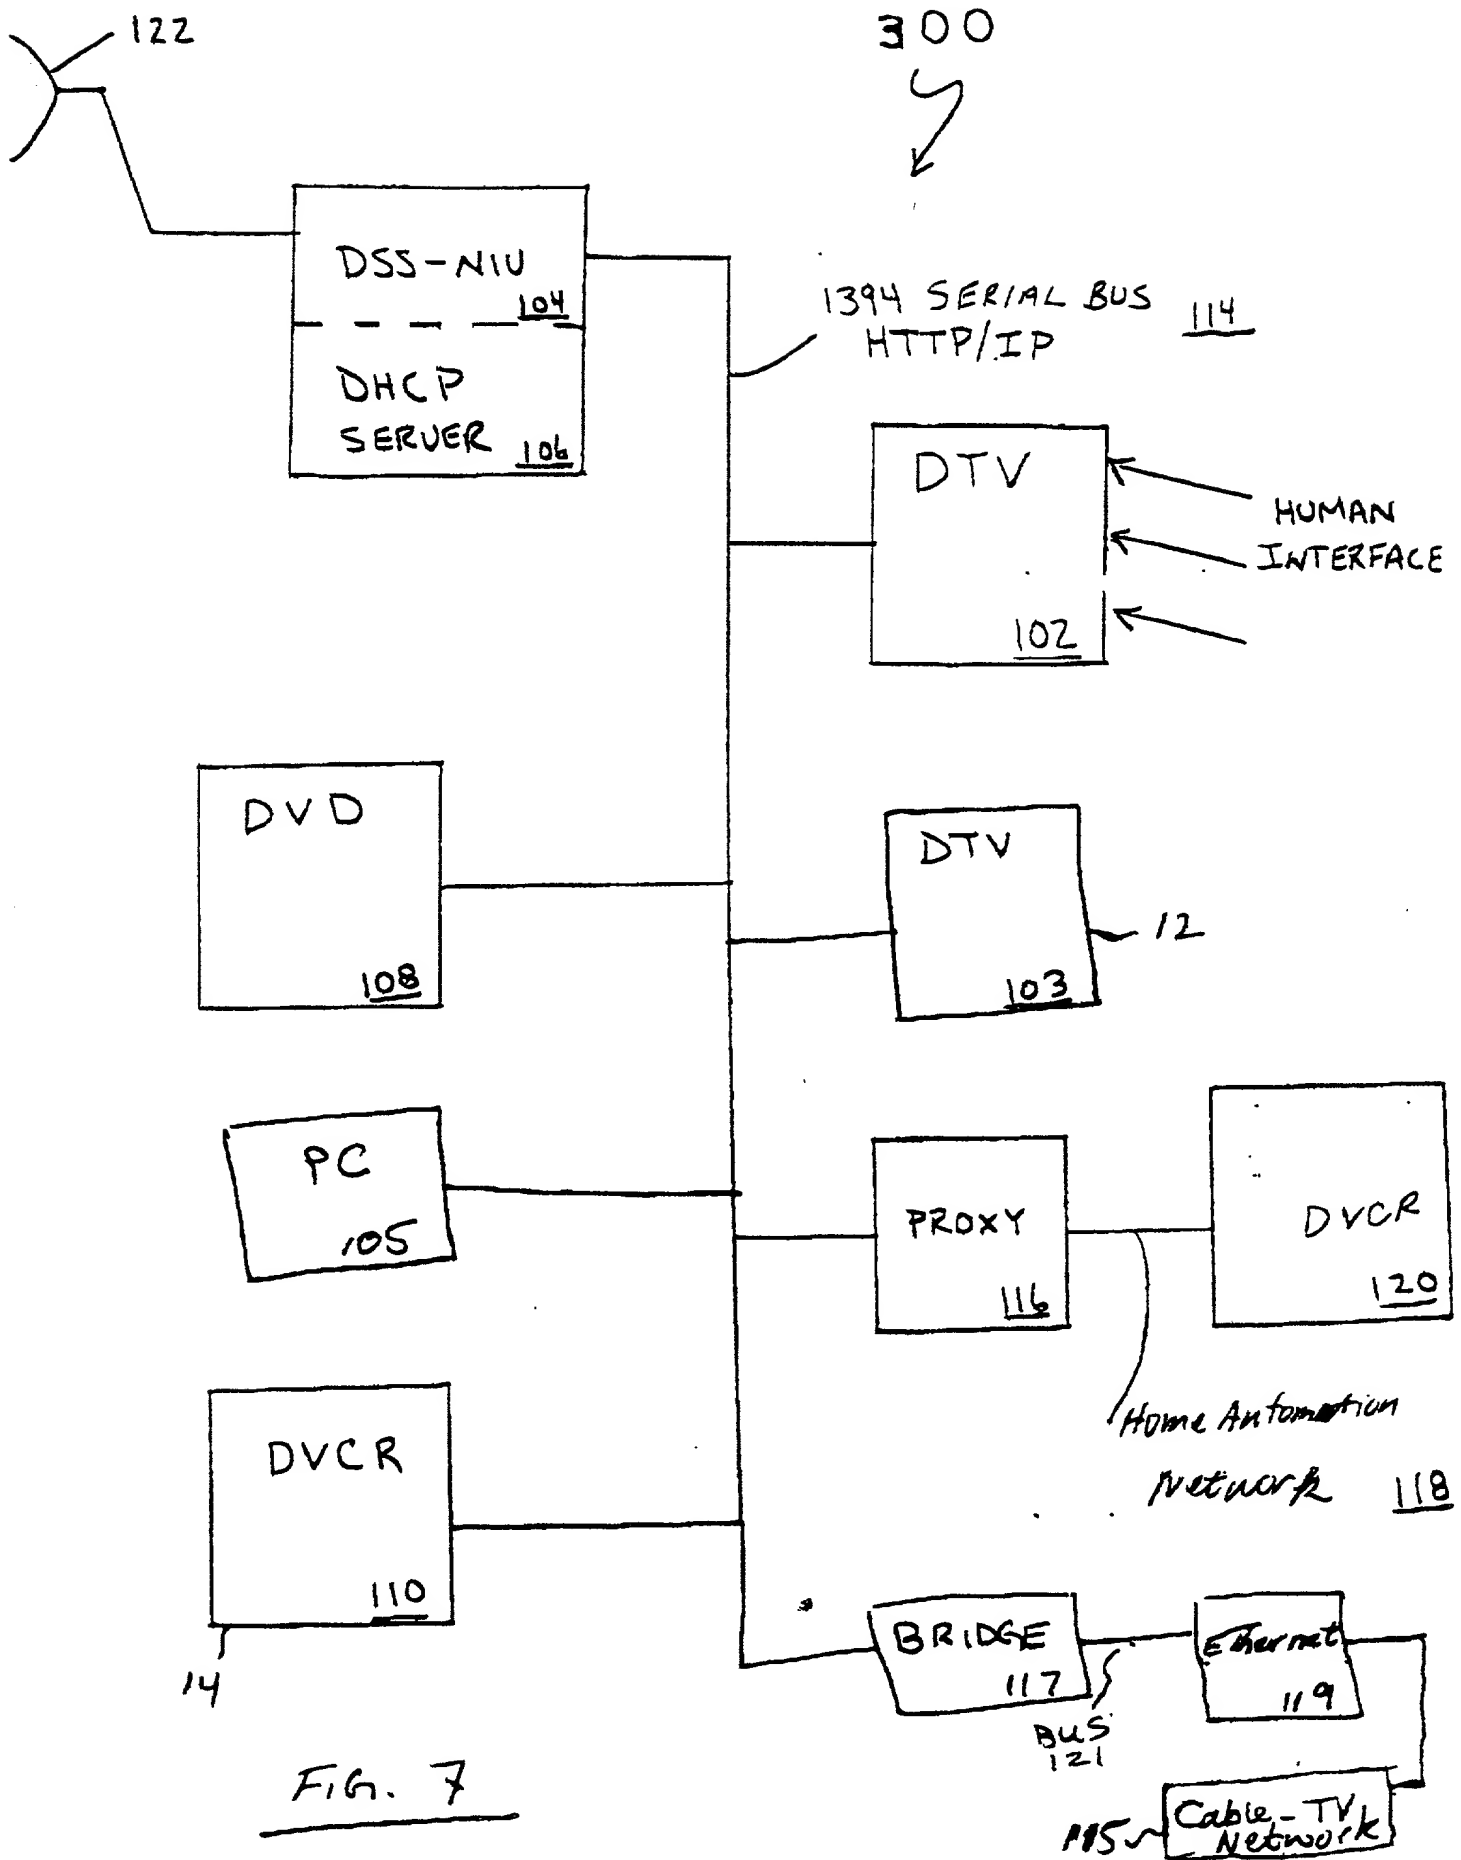 122
300
DSS-NIU
104
1394 SERIAL BUS
HTTP/IP
114
DHCP
SERVER
106
DTV
HUMAN
INTERFACE
102
DVD
108
DTV
12
103
PC
105
PROXY
116
DVCR
120
Home Automation
Network
118
DVCR
110
14
BRIDGE
117
BUS
121
Ethernet
119
FIG. 7
115
Cable-TV
Network